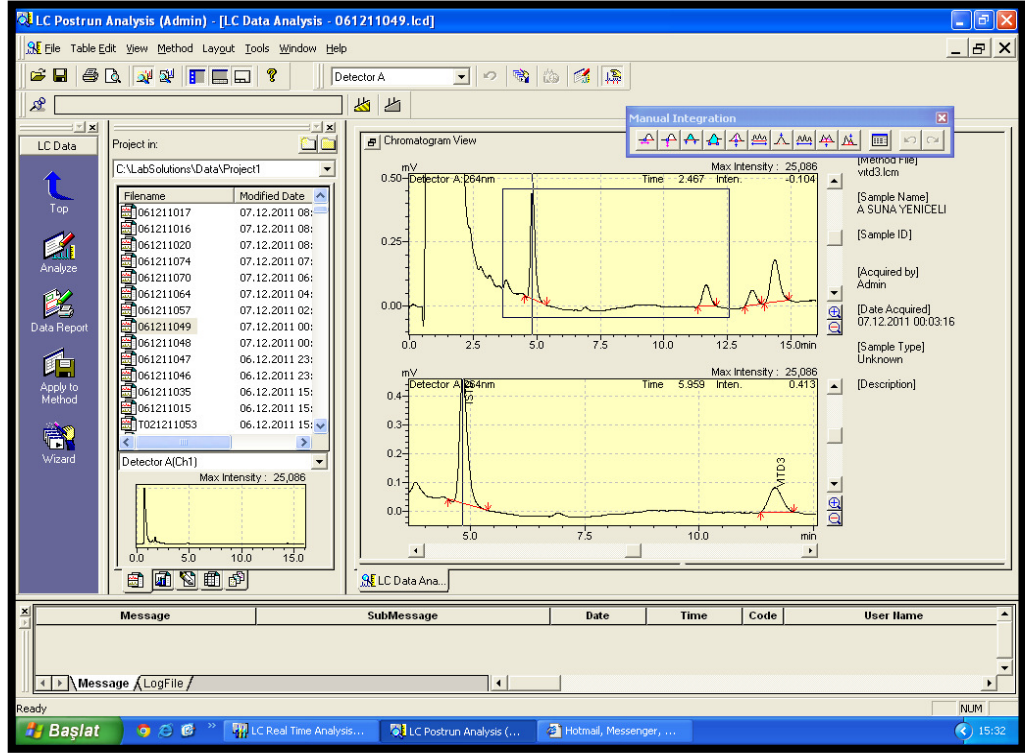 LC Postrun Analysis (Admin) - [LC Data Analysis - 061211049.lcd]
File Table Edit View Method Layout Tools Window Help
Detector A
Manual Integration
LC Data
Top
Analyze
Data Report
Apply to
Method
Wizard
Project in:
C:\LabSolutions\Data\Project1
Filename Modified Date
061211017 07.12.2011 08:
061211016 07.12.2011 08:
061211020 07.12.2011 08:
061211074 07.12.2011 07:
061211070 07.12.2011 06:
061211064 07.12.2011 04:
061211057 07.12.2011 02:
061211049 07.12.2011 00:
061211048 07.12.2011 00:
061211047 06.12.2011 23:
061211046 06.12.2011 23:
061211035 06.12.2011 15:
061211015 06.12.2011 15:
T021211053 06.12.2011 15:
Detector A(Ch1)
Max Intensity : 25,086
0.0 5.0 10.0 15.0
Chromatogram View
mV Max Intensity : 25,086
0.50 Detector A:264nm Time 2.467 Inten. -0.104
0.25
0.00
0.0 2.5 5.0 7.5 10.0 12.5 15.0min
mV Max Intensity : 25,086
Detector A:264nm Time 5.959 Inten. 0.413
0.4
0.3
0.2
0.1
0.0
VITD3
5.0 7.5 10.0 min
[Method File]
vitd3.lcm
[Sample Name]
A SUNA YENICELI
[Sample ID]
[Acquired by]
Admin
[Date Acquired]
07.12.2011 00:03:16
[Sample Type]
Unknown
[Description]
LC Data Ana...
Message SubMessage Date Time Code User Name
Message LogFile
Ready NUM
Başlat LC Real Time Analysis... LC Postrun Analysis (... Hotmail, Messenger, ... 15:32